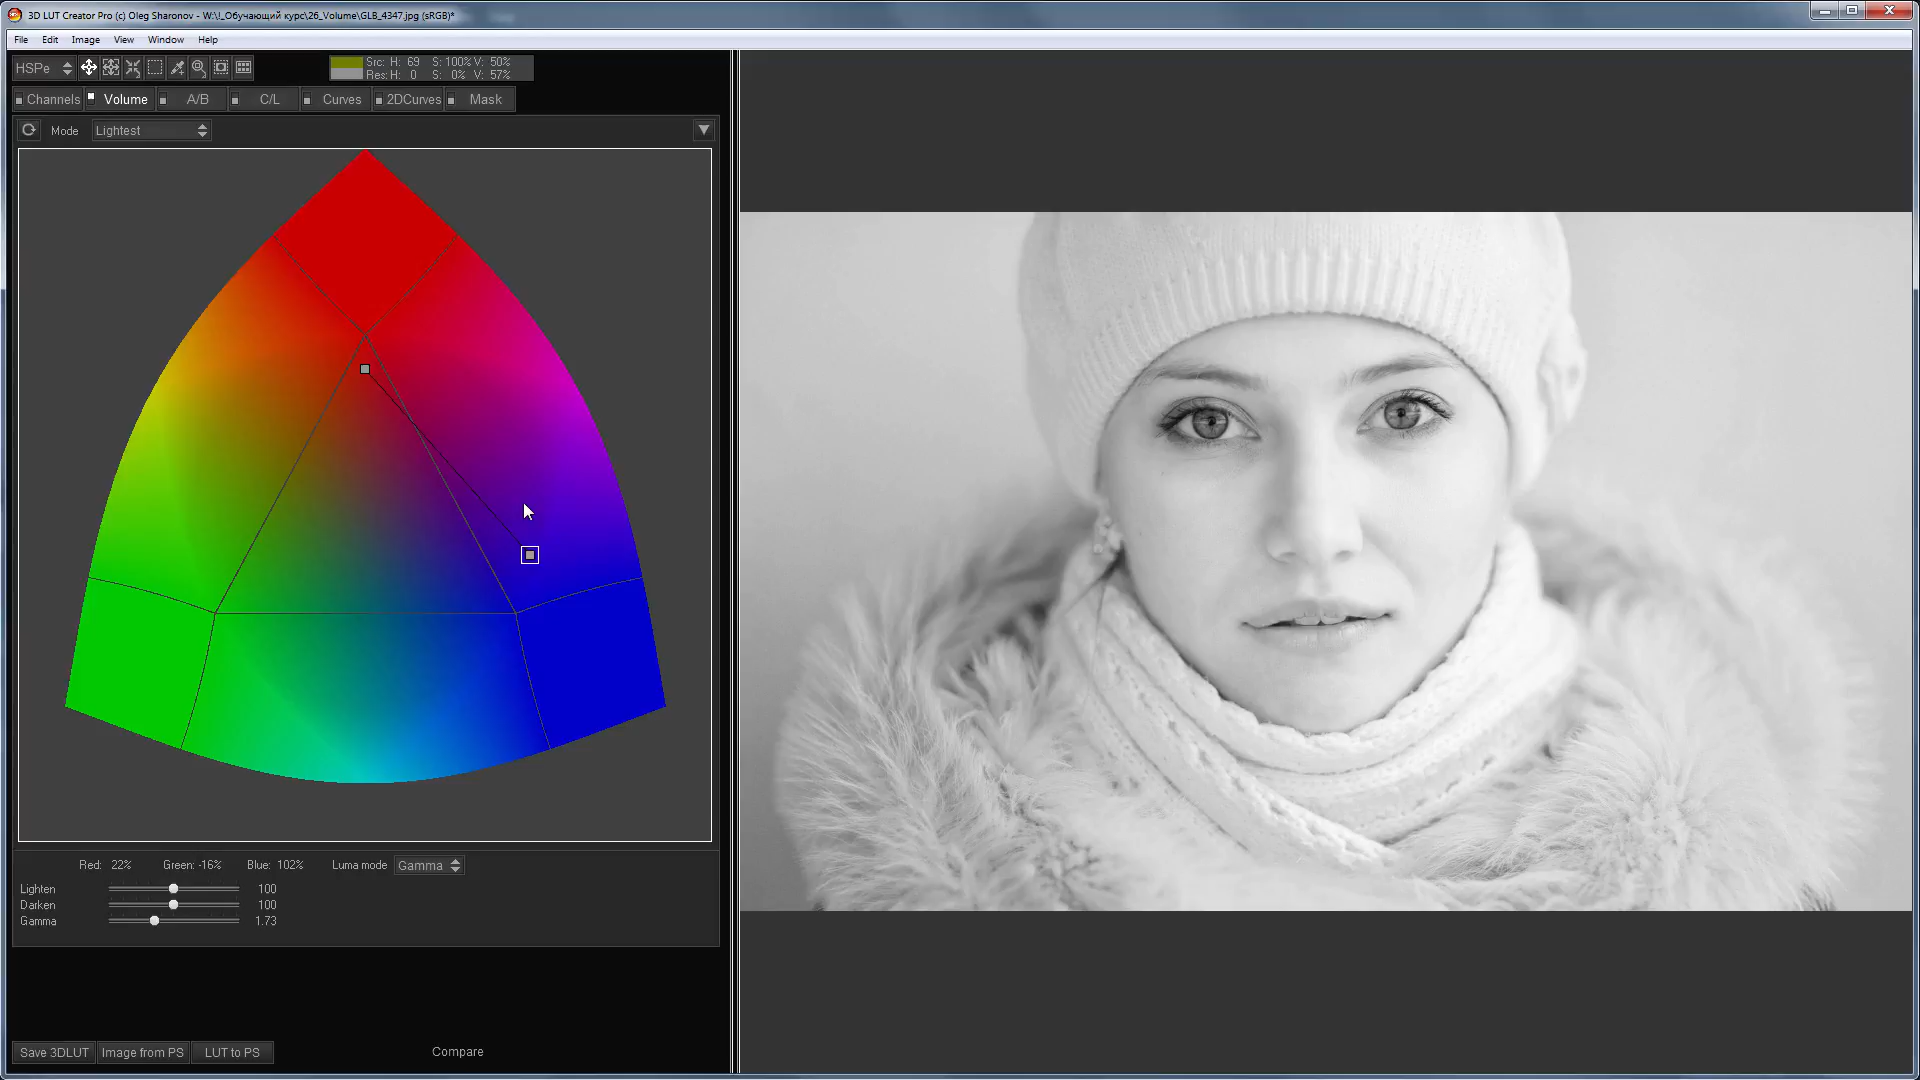 3D LUT Creator Pro (c) Oleg Sharonov - W:\!_Обучающий курс\26_Volume\GLB_4347.jpg (sRGB)*
File Edit Image View Window Help
HSPe
Src: H: 69 S: 100% V: 50%
Res: H: 0 S: 0% V: 57%
Channels Volume A/B C/L Curves 2DCurves Mask
Mode Lightest
Red: 22% Green: -16% Blue: 102% Luma mode Gamma
Lighten 100
Darken 100
Gamma 1.73
Save 3DLUT Image from PS LUT to PS Compare